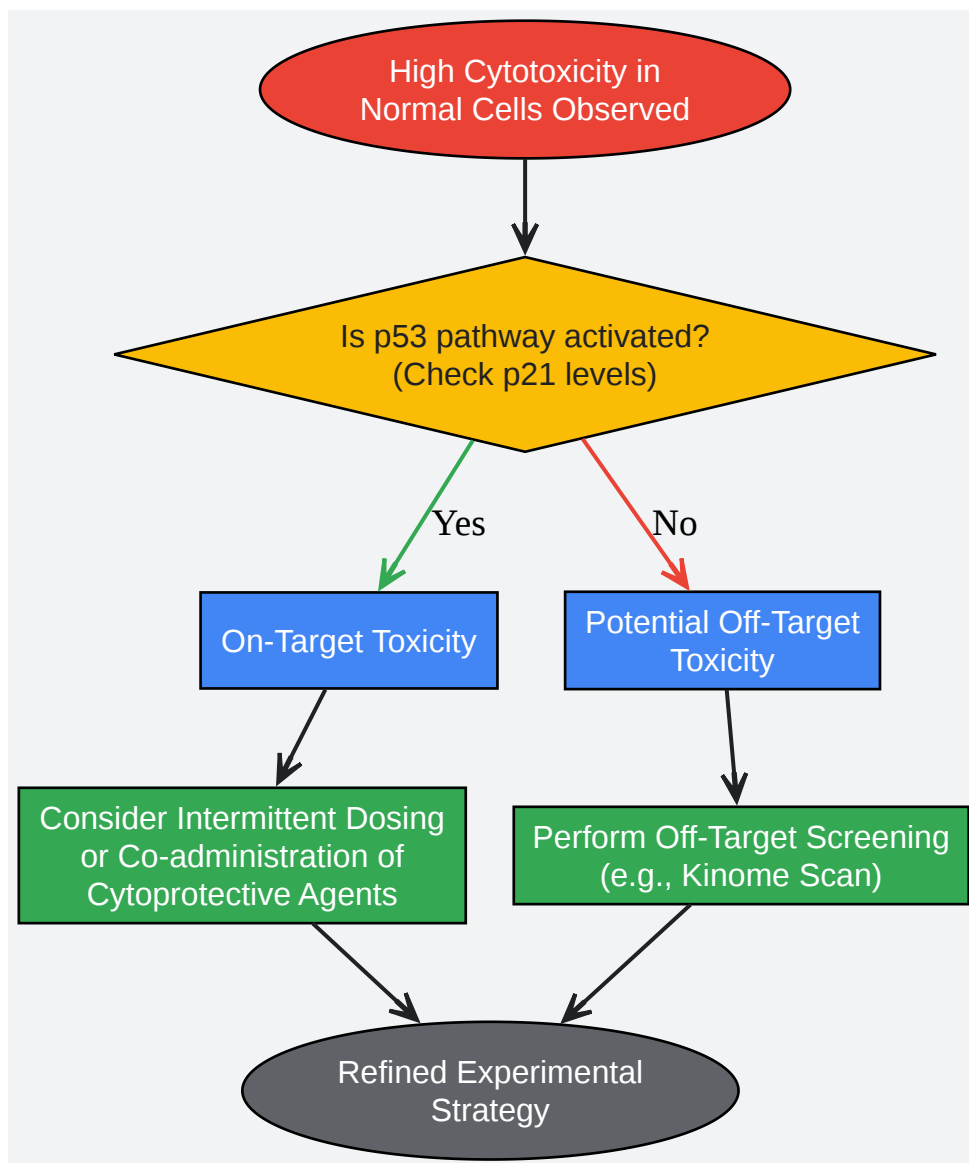 High Cytotoxicity in
Normal Cells Observed
Is p53 pathway activated?
(Check p21 levels)
Yes
No
On-Target Toxicity
Potential Off-Target
Toxicity
Consider Intermittent Dosing
or Co-administration of
Cytoprotective Agents
Perform Off-Target Screening
(e.g., Kinome Scan)
Refined Experimental
Strategy